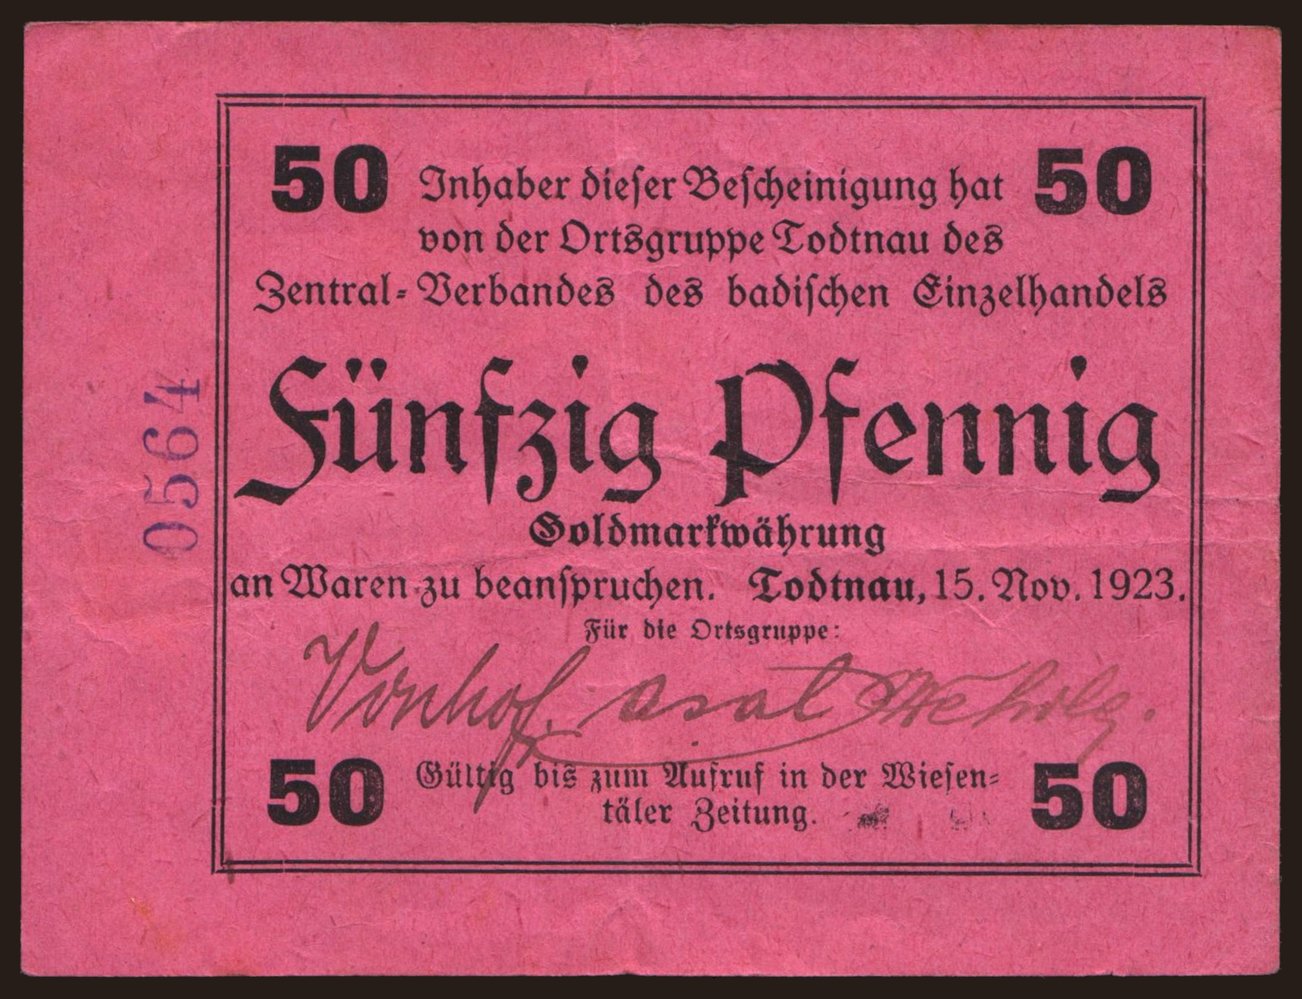 50 Inhaber dieser Bescheinigung hat 50
von der Ortsgruppe Todtnau des
Zentral-Verbandes des badischen Einzelhandels
Fünfzig Pfennig
Goldmarkwährung
an Waren zu beanspruchen. Todtnau, 15. Nov. 1923.
Für die Ortsgruppe:
Vonhof.
50 Gültig bis zum Aufruf in der Wiesen- 50
täler Zeitung.
0564